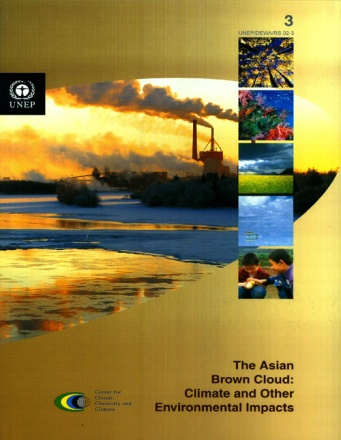 3
UNEP/DEWA/RS.02-3
UNEP
Center for
Clouds,
Chemistry and
Climate
The Asian
Brown Cloud:
Climate and Other
Environmental Impacts